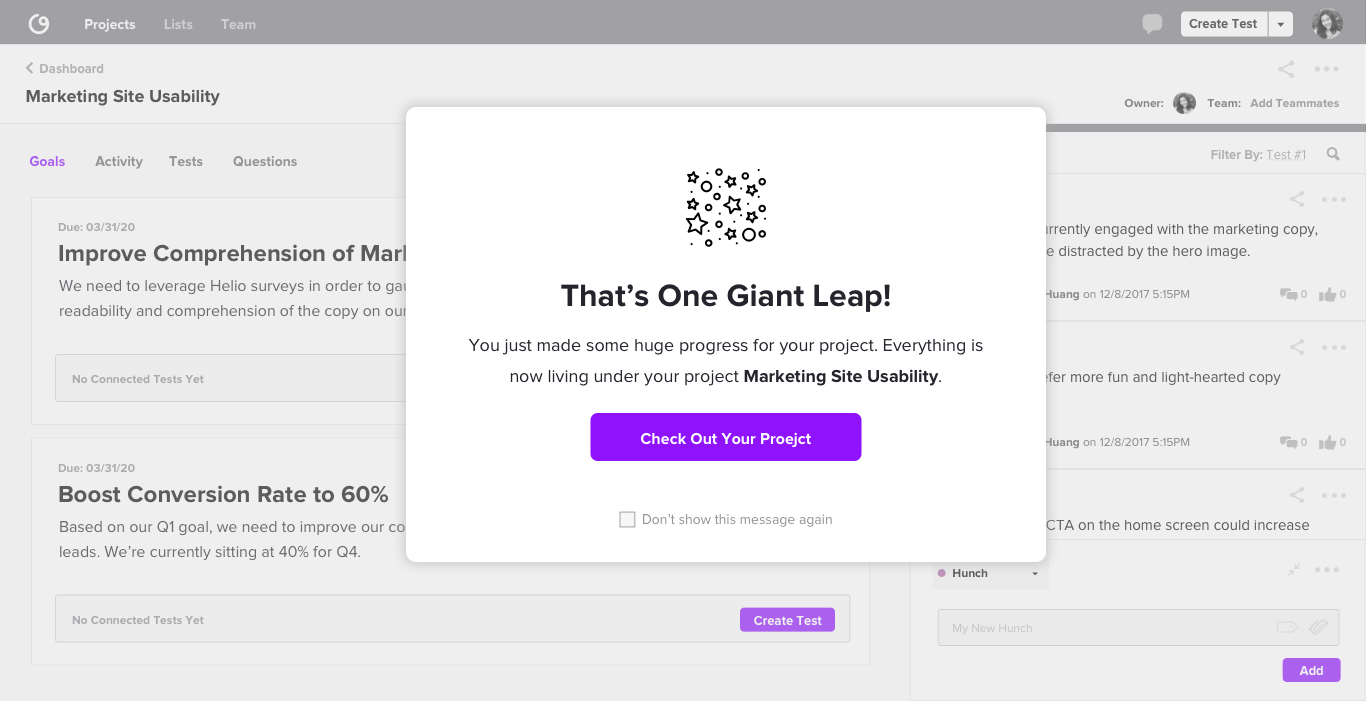 Projects Lists Team Create Test
Dashboard
Marketing Site Usability
Owner: Team: Add Teammates
Goals Activity Tests Questions
Filter By: Test #1
Due: 03/31/20
Improve Comprehension of
We need to leverage Helio surveys in order to
readability and comprehension of the copy on
No Connected Tests Yet
Due: 03/31/20
Boost Conversion Rate to 60%
Based on our Q1 goal, we need to improve our
leads. We're currently sitting at 40% for Q4.
No Connected Tests Yet
Create Test
That's One Giant Leap!
You just made some huge progress for your project. Everything is
now living under your project Marketing Site Usability.
Check Out Your Proejct
Don't show this message again
engaged with the marketing copy,
distracted by the hero image.
Huang on 12/8/2017 5:15PM 0 0
more fun and light-hearted copy
Huang on 12/8/2017 5:15PM 0 0
CTA on the home screen could increase
Hunch
My New Hunch
Add